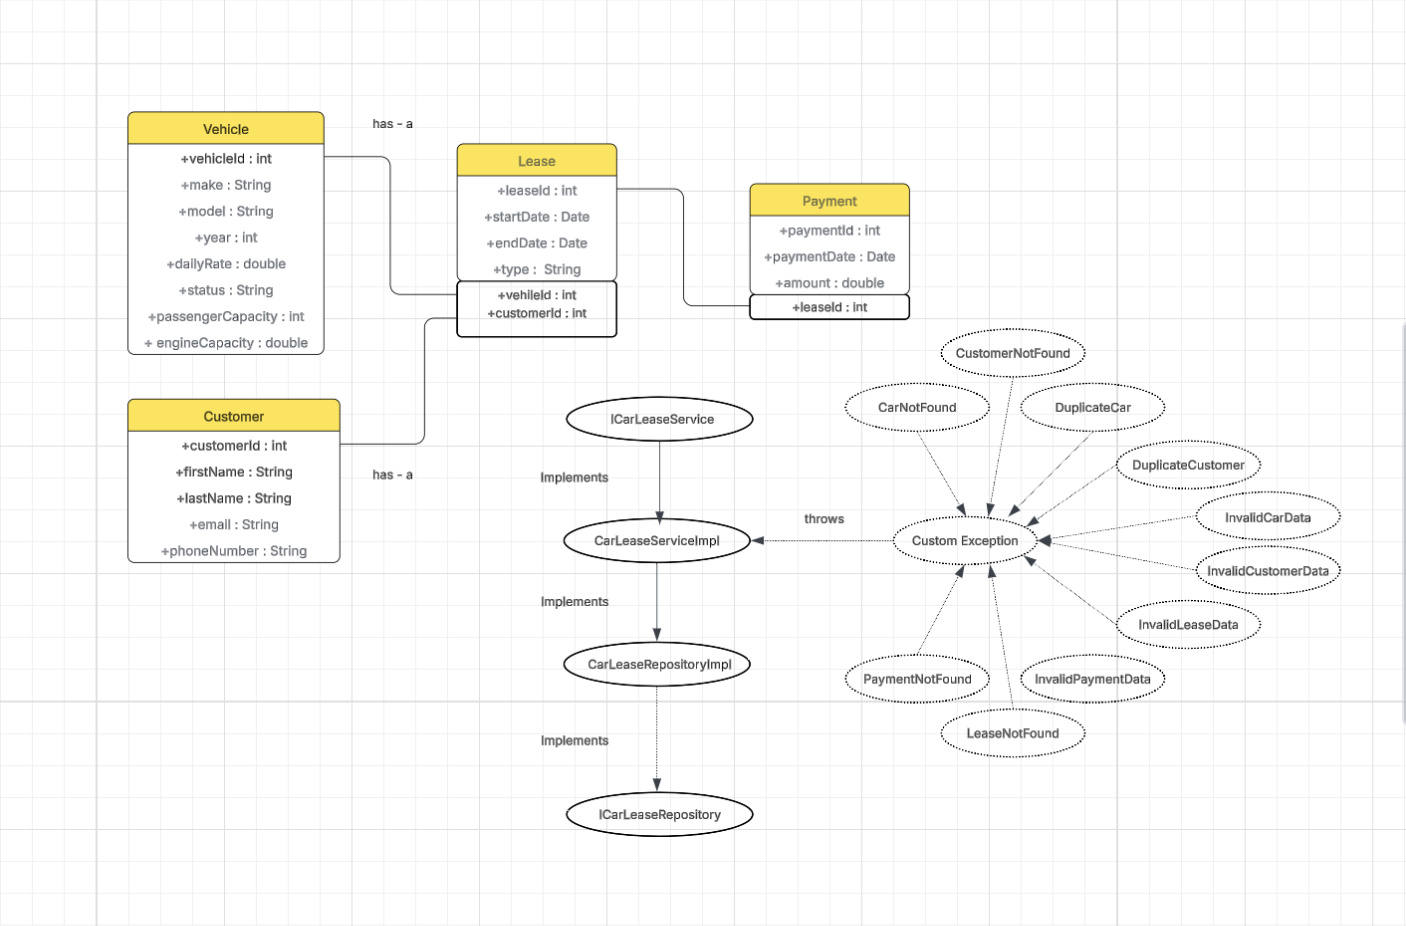 Vehicle
+vehicleId : int
+make : String
+model : String
+year : int
+dailyRate : double
+status : String
+passengerCapacity : int
+ engineCapacity : double
has - a
Lease
+leaseId : int
+startDate : Date
+endDate : Date
+type :  String
+vehileId : int
+customerId : int
Payment
+paymentId : int
+paymentDate : Date
+amount : double
+leaseId : int
Customer
+customerId : int
+firstName : String
+lastName : String
+email : String
+phoneNumber : String
has - a
ICarLeaseService
Implements
CarLeaseServiceImpl
Implements
CarLeaseRepositoryImpl
Implements
ICarLeaseRepository
throws
Custom Exception
CustomerNotFound
CarNotFound
DuplicateCar
DuplicateCustomer
InvalidCarData
InvalidCustomerData
InvalidLeaseData
PaymentNotFound
InvalidPaymentData
LeaseNotFound